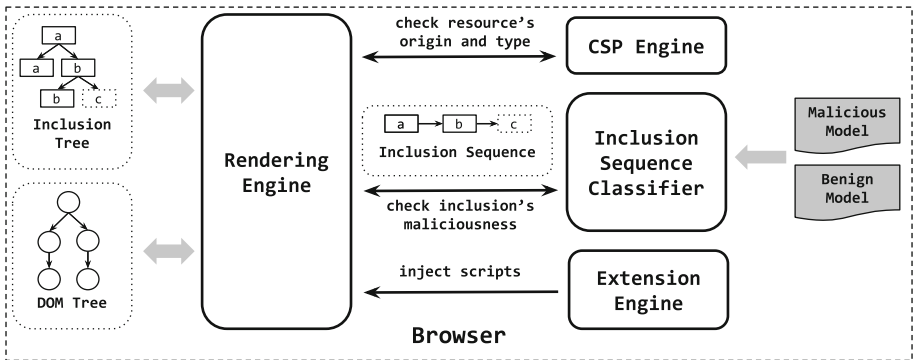 a
a b
b c
Inclusion
Tree
DOM Tree
Rendering
Engine
check resource's
origin and type
a b c
Inclusion Sequence
check inclusion's
maliciousness
inject scripts
CSP Engine
Inclusion
Sequence
Classifier
Extension
Engine
Malicious
Model
Benign
Model
Browser